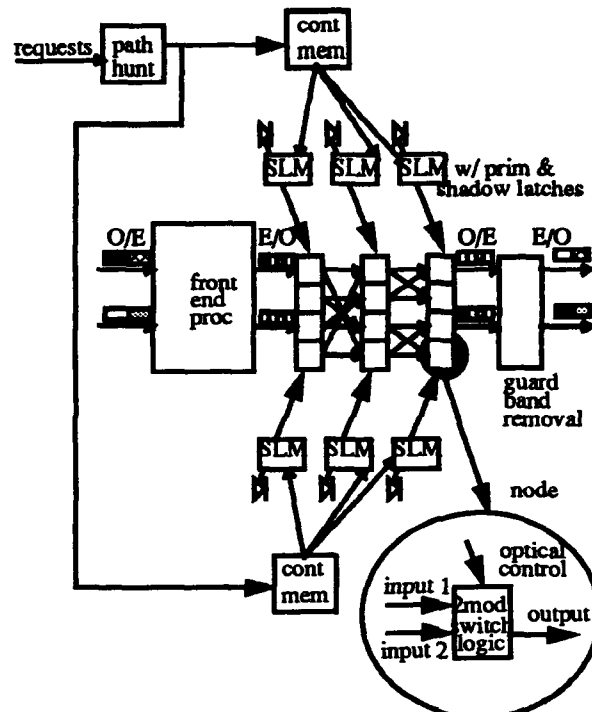 requests
path
hunt
cont
mem
SLM
SLM
SLM
w/ prim &
shadow latches
O/E
E/O
O/E
E/O
front
end
proc
guard
band
removal
SLM
SLM
SLM
node
cont
mem
optical
control
input 1
2mod
switch
logic
output
input 2